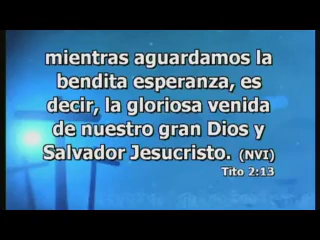 mientras aguardamos la
bendita esperanza, es
decir, la gloriosa venida
de nuestro gran Dios y
Salvador Jesucristo. (NVI)
Tito 2:13